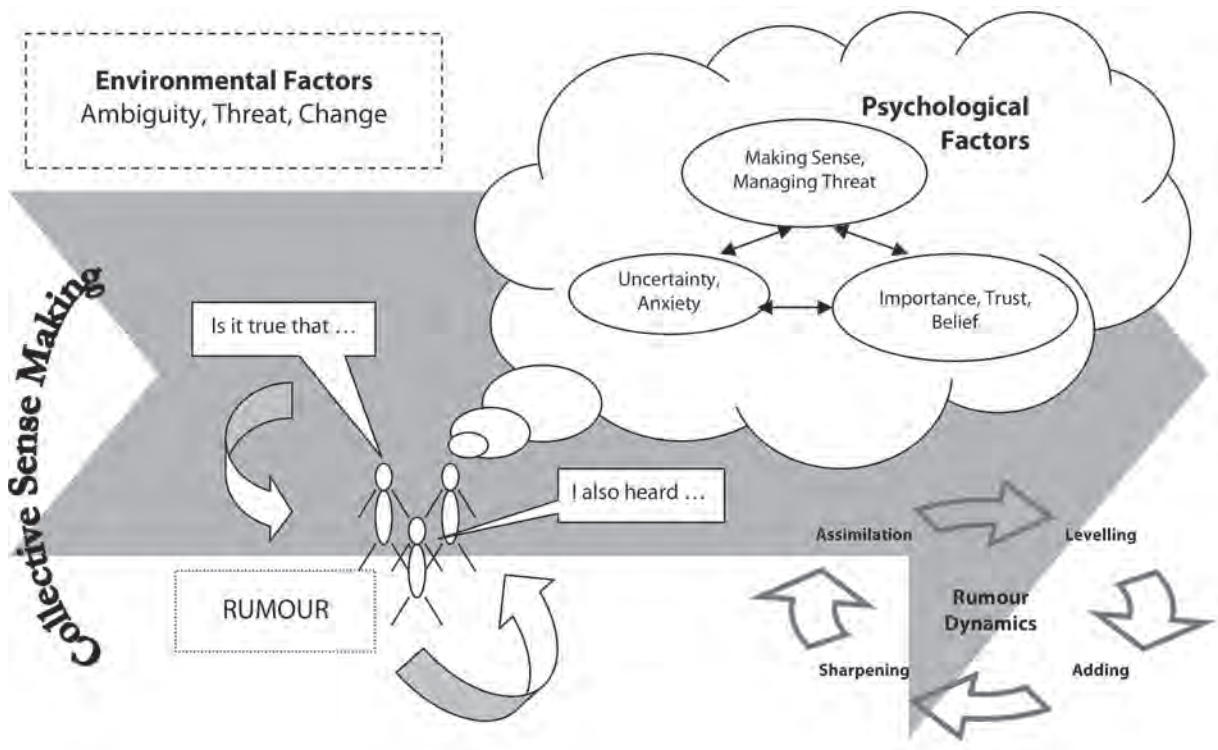 Environmental Factors
Ambiguity, Threat, Change
Psychological
Factors
Making Sense,
Managing Threat
Uncertainty,
Anxiety
Importance, Trust,
Belief
Collective Sense Making
Is it true that ...
I also heard ...
RUMOUR
Assimilation
Levelling
Rumour
Dynamics
Sharpening
Adding